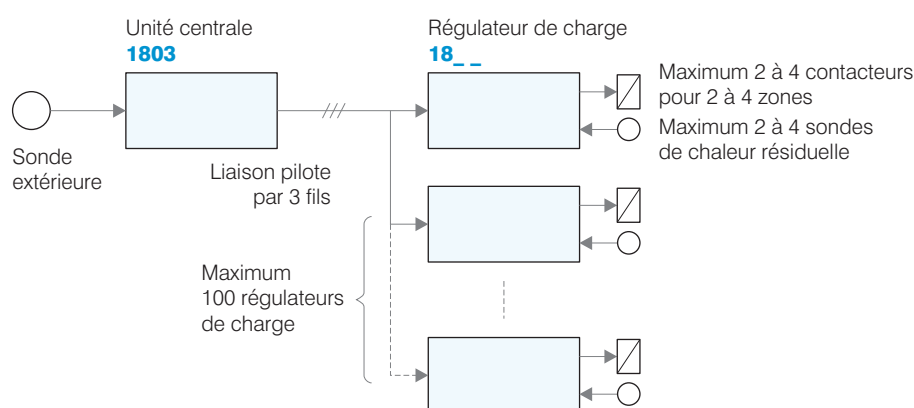 Unité centrale
1803
Régulateur de charge
18_ _
Maximum 2 à 4 contacteurs
pour 2 à 4 zones
Maximum 2 à 4 sondes
de chaleur résiduelle
Sonde
extérieure
Liaison pilote
par 3 fils
Maximum
100 régulateurs
de charge